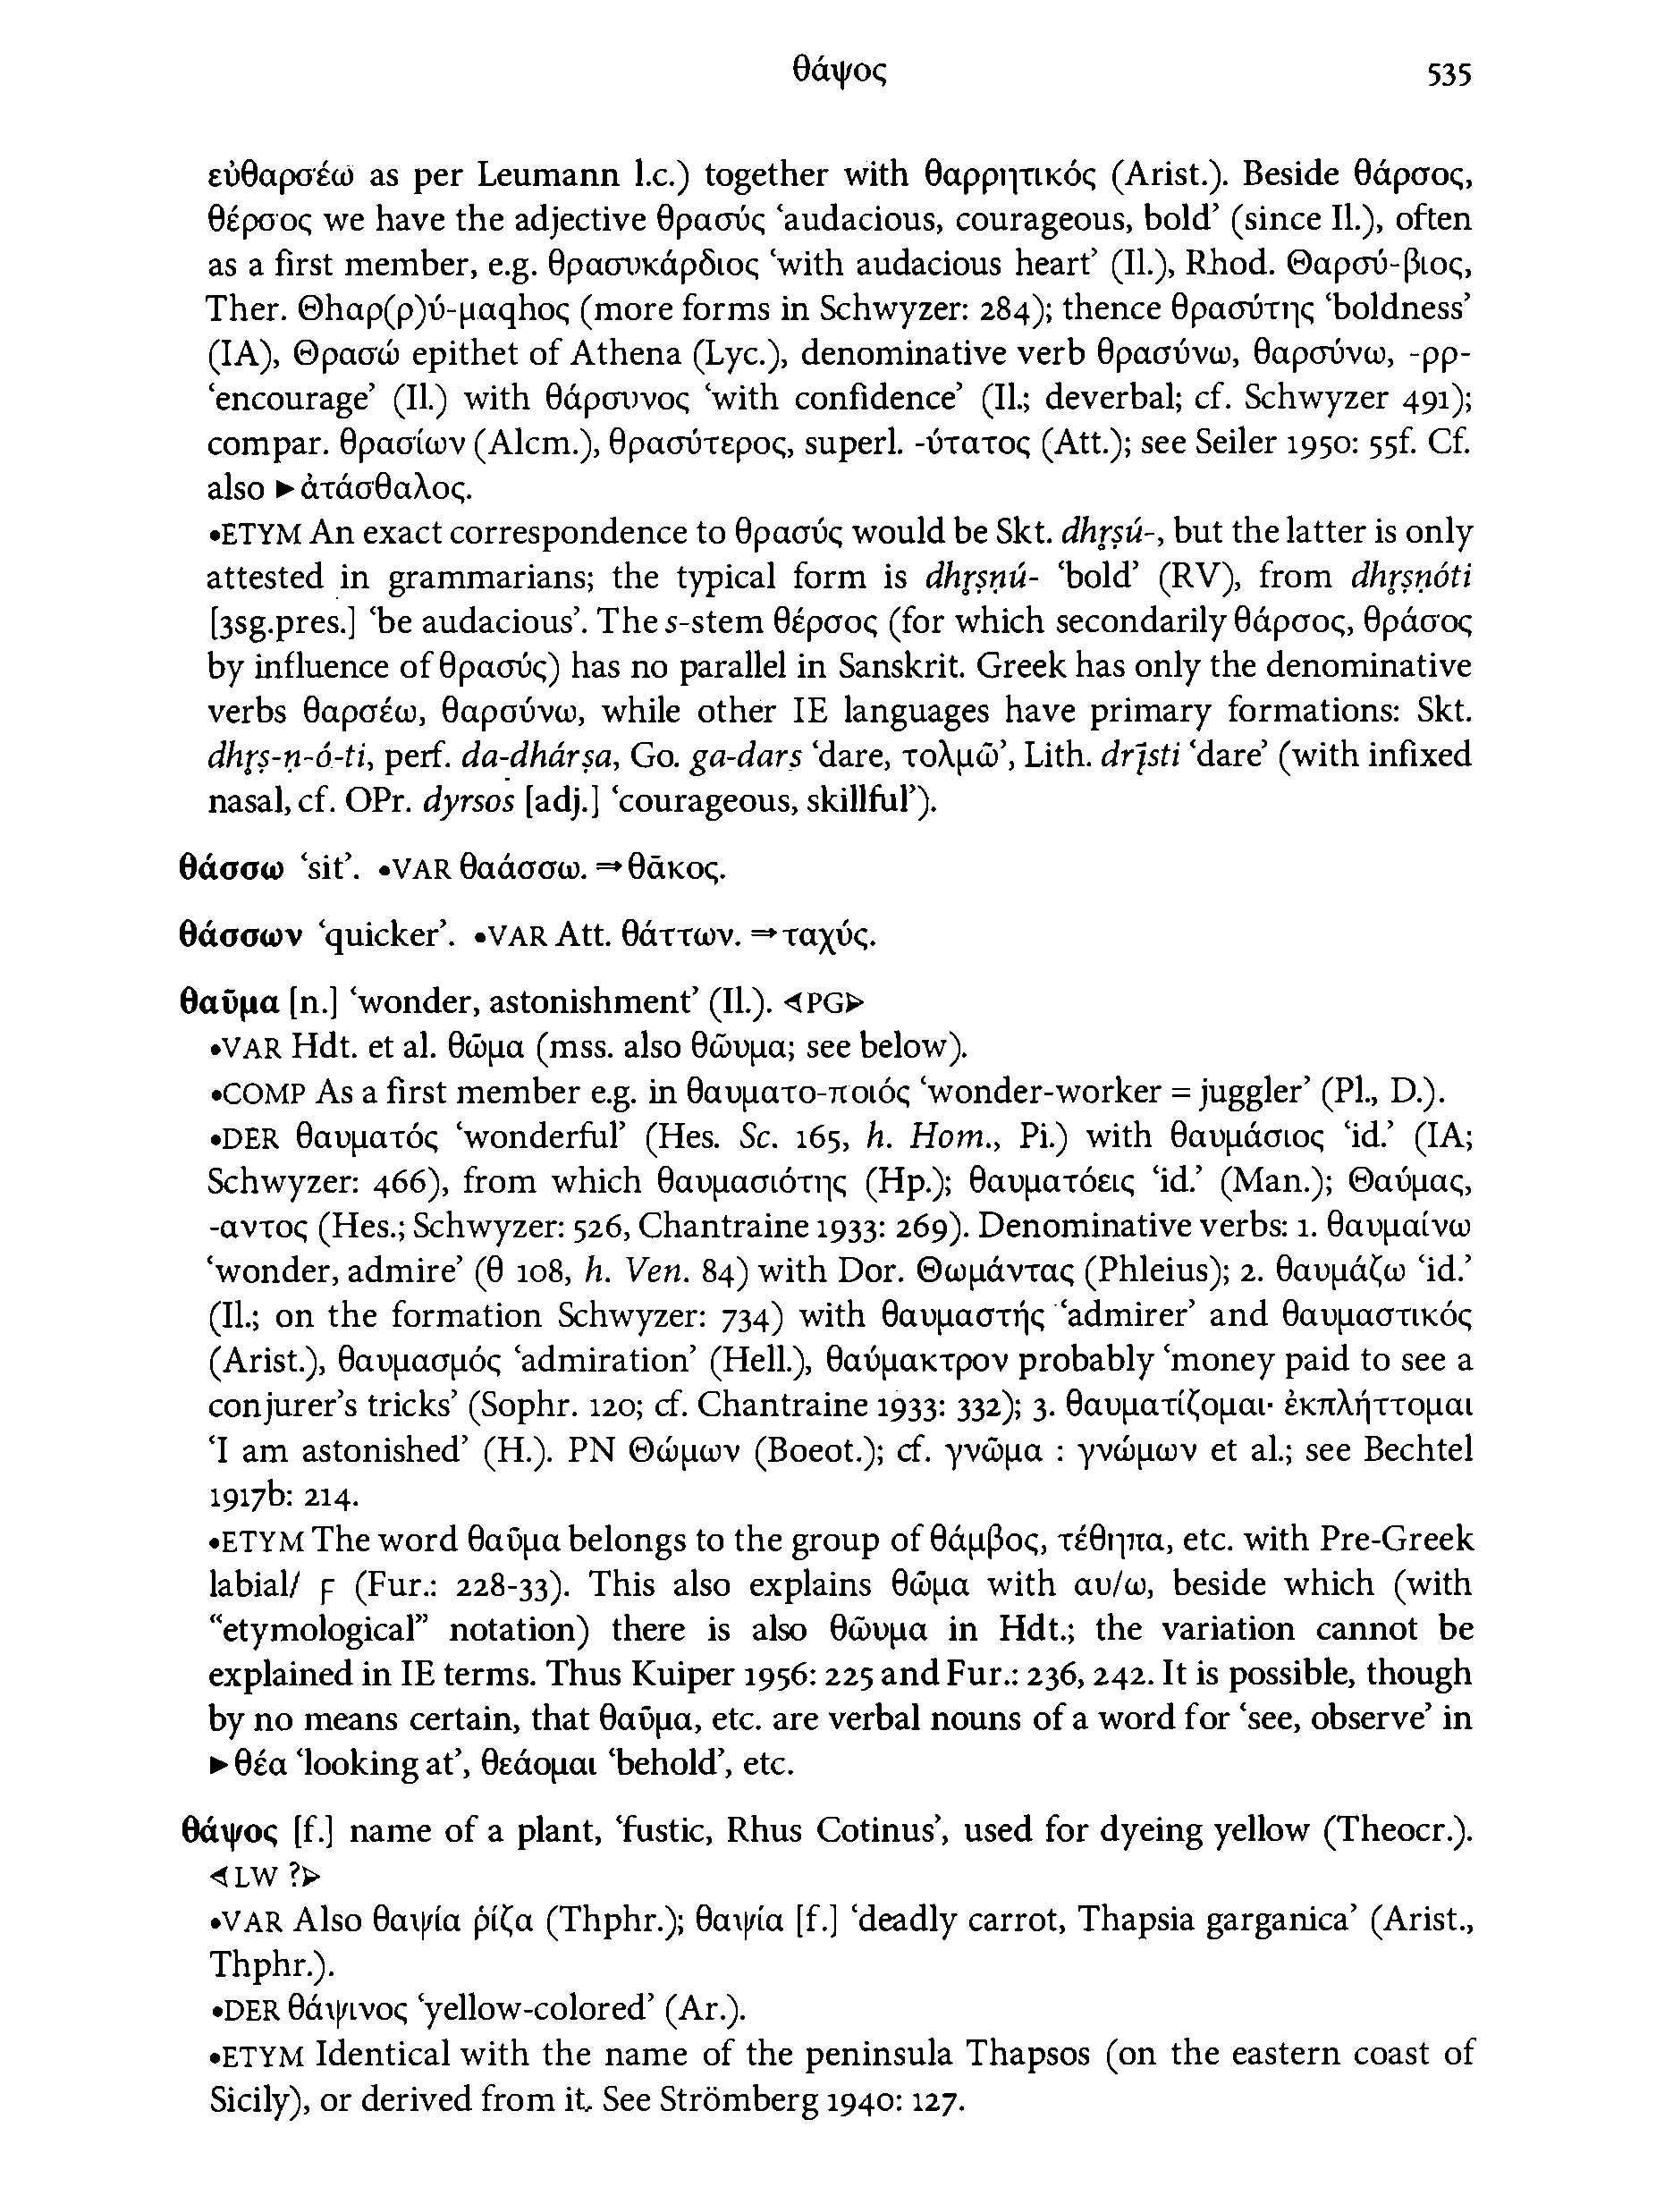 θάψος 535
εὐθαρσέω as per Leumann l.c.) together with θαρρητικός (Arist.). Beside θάρσος,
θέρσος we have the adjective θρασύς ‘audacious, courageous, bold’ (since Il.), often
as a first member, e.g. θρασυκάρδιος ‘with audacious heart’ (Il.), Rhod. Θαρσύ-βιος,
Ther. Θhαρ(ρ)ύ-μαqhος (more forms in Schwyzer: 284); thence θρασύτης ‘boldness’
(IA), Θρασώ epithet of Athena (Lyc.), denominative verb θρασύνω, θαρσύνω, -ρρ-
‘encourage’ (Il.) with θάρσυνος ‘with confidence’ (Il.; deverbal; cf. Schwyzer 491);
compar. θρασίων (Alcm.), θρασύτερος, superl. -ύτατος (Att.); see Seiler 1950: 55f. Cf.
also ►ἀτάσθαλος.
•ETYM An exact correspondence to θρασύς would be Skt. dhr̥ṣú-, but the latter is only
attested in grammarians; the typical form is dhr̥ṣṇú- ‘bold’ (RV), from dhr̥ṣṇóti
[3sg.pres.] ‘be audacious’. The s-stem θέρσος (for which secondarily θάρσος, θράσος
by influence of θρασύς) has no parallel in Sanskrit. Greek has only the denominative
verbs θαρσέω, θαρσύνω, while other IE languages have primary formations: Skt.
dhr̥ṣ-ṇ-ó-ti, perf. da-dhárṣa, Go. ga-dars ‘dare, τολμῶ’, Lith. drį̃sti ‘dare’ (with infixed
nasal, cf. OPr. dyrsos [adj.] ‘courageous, skillful’).
θάσσω ‘sit’. •VAR θαάσσω. ⇒θᾶκος.
θάσσων ‘quicker’. •VAR Att. θάττων. ⇒ταχύς.
θαῦμα [n.] ‘wonder, astonishment’ (Il.). ◁PG▷
•VAR Hdt. et al. θῶμα (mss. also θῶυμα; see below).
•COMP As a first member e.g. in θαυματο-ποιός ‘wonder-worker = juggler’ (Pl., D.).
•DER θαυματός ‘wonderful’ (Hes. Sc. 165, h. Hom., Pi.) with θαυμάσιος ‘id.’ (IA;
Schwyzer: 466), from which θαυμασιότης (Hp.); θαυματόεις ‘id.’ (Man.); Θαύμας,
-αντος (Hes.; Schwyzer: 526, Chantraine 1933: 269). Denominative verbs: 1. θαυμαίνω
‘wonder, admire’ (θ 108, h. Ven. 84) with Dor. Θωμάντας (Phleius); 2. θαυμάζω ‘id.’
(Il.; on the formation Schwyzer: 734) with θαυμαστής ‘admirer’ and θαυμαστικός
(Arist.), θαυμασμός ‘admiration’ (Hell.), θαύμακτρον probably ‘money paid to see a
conjurer’s tricks’ (Sophr. 120; cf. Chantraine 1933: 332); 3. θαυματίζομαι· ἐκπλήττομαι
‘I am astonished’ (H.). PN Θώμων (Boeot.); cf. γνῶμα : γνώμων et al.; see Bechtel
1917b: 214.
•ETYM The word θαῦμα belongs to the group of θάμβος, τέθηπα, etc. with Pre-Greek
labial/ ϝ (Fur.: 228-33). This also explains θῶμα with αυ/ω, beside which (with
“etymological” notation) there is also θῶυμα in Hdt.; the variation cannot be
explained in IE terms. Thus Kuiper 1956: 225 and Fur.: 236, 242. It is possible, though
by no means certain, that θαῦμα, etc. are verbal nouns of a word for ‘see, observe’ in
►θέα ‘looking at’, θεάομαι ‘behold’, etc.
θάψος [f.] name of a plant, ‘fustic, Rhus Cotinus’, used for dyeing yellow (Theocr.).
◁LW ?▷
•VAR Also θαψία ῥίζα (Thphr.); θαψία [f.] ‘deadly carrot, Thapsia garganica’ (Arist.,
Thphr.).
•DER θάψινος ‘yellow-colored’ (Ar.).
•ETYM Identical with the name of the peninsula Thapsos (on the eastern coast of
Sicily), or derived from it. See Strömberg 1940: 127.